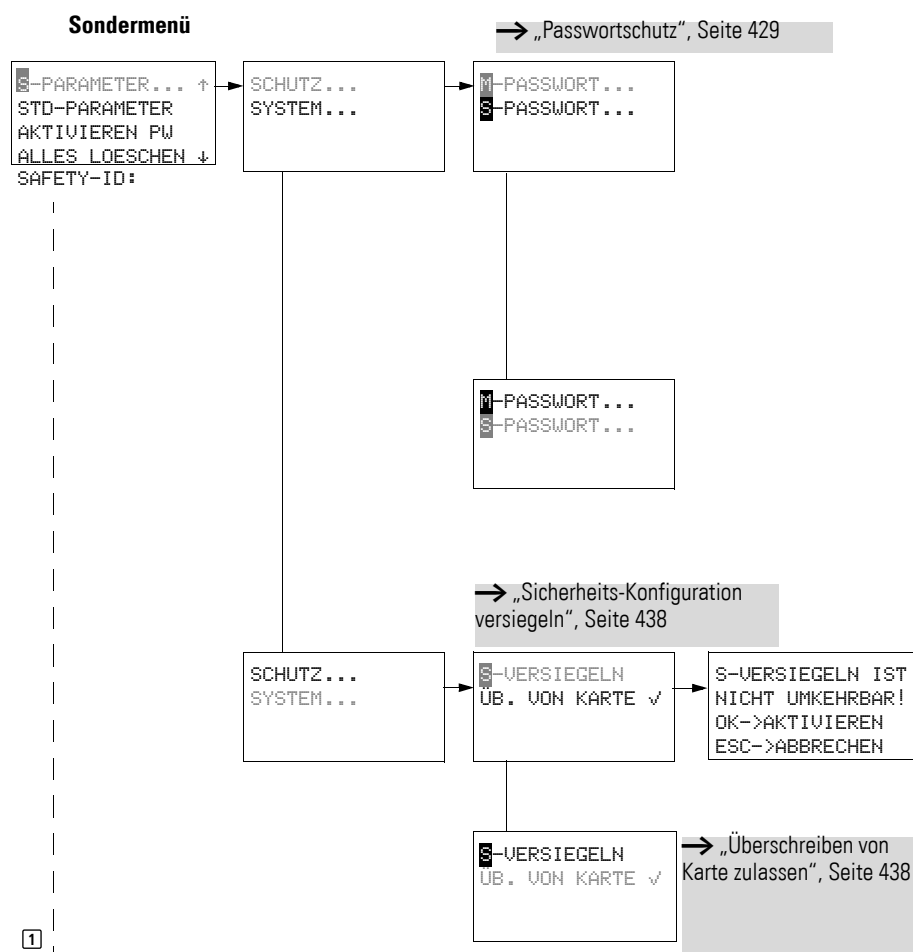 Sondermenü
→ „Passwortschutz“, Seite 429
S-PARAMETER... ↑
STD-PARAMETER
AKTIVIEREN PW
ALLES LOESCHEN ↓
SAFETY-ID:
SCHUTZ...
SYSTEM...
M-PASSWORT...
S-PASSWORT...
M-PASSWORT...
S-PASSWORT...
→ „Sicherheits-Konfiguration
versiegeln“, Seite 438
SCHUTZ...
SYSTEM...
S-VERSIEGELN
ÜB. VON KARTE √
S-VERSIEGELN IST
NICHT UMKEHRBAR!
OK->AKTIVIEREN
ESC->ABBRECHEN
S-VERSIEGELN
ÜB. VON KARTE √
→ „Überschreiben von
Karte zulassen“, Seite 438
1